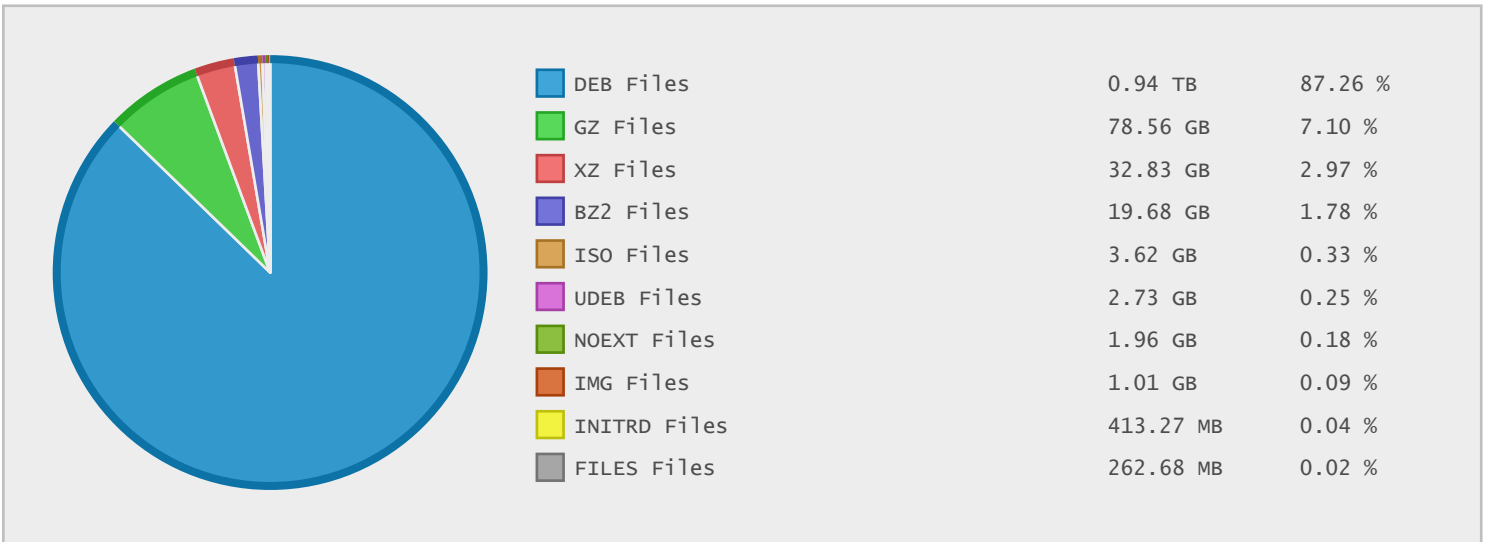 DEB Files 0.94 TB 87.26 %
GZ Files 78.56 GB 7.10 %
XZ Files 32.83 GB 2.97 %
BZ2 Files 19.68 GB 1.78 %
ISO Files 3.62 GB 0.33 %
UDEB Files 2.73 GB 0.25 %
NOEXT Files 1.96 GB 0.18 %
IMG Files 1.01 GB 0.09 %
INITRD Files 413.27 MB 0.04 %
FILES Files 262.68 MB 0.02 %